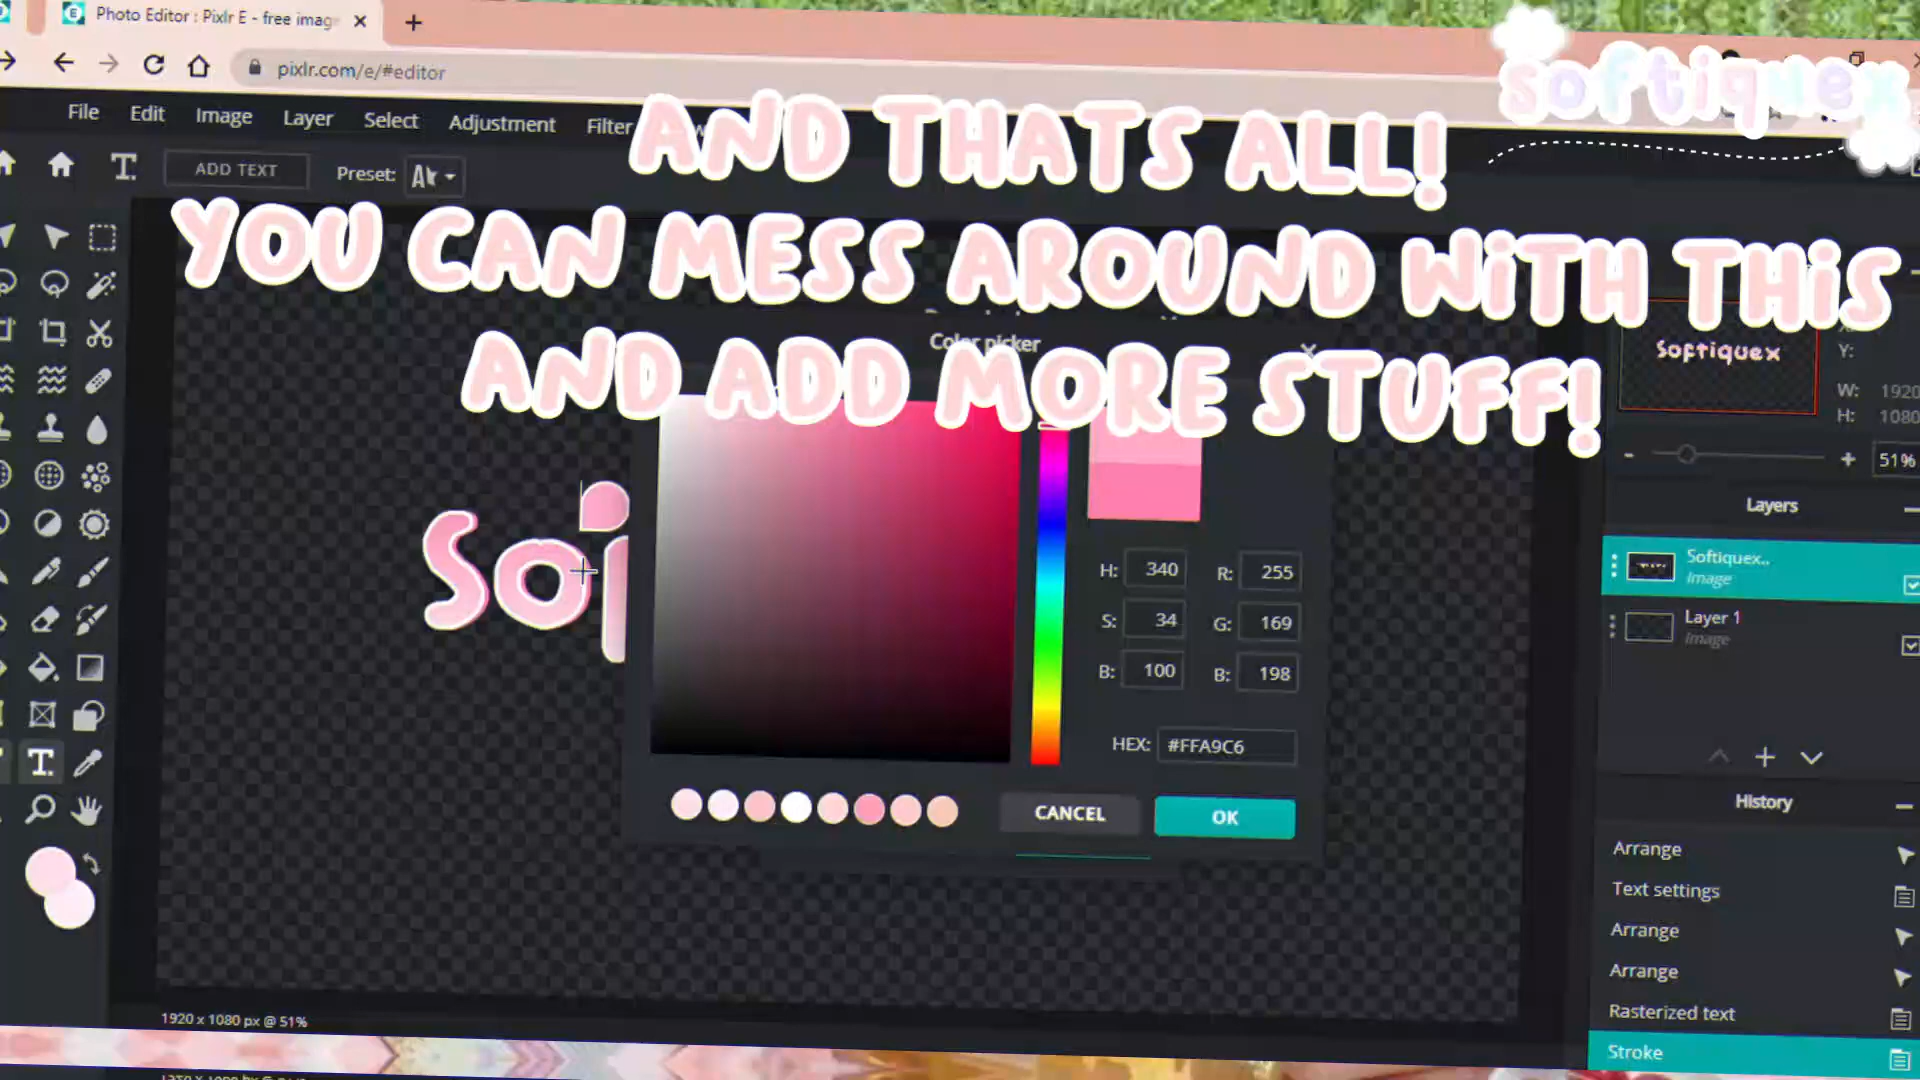 Photo Editor : Pixlr E - free imag
pixlr.com/e/#editor
softiquex
File Edit Image Layer Select Adjustment Filter
AND THATS ALL!
ADD TEXT Preset:
YOU CAN MESS AROUND WiTH THiS
AND ADD MORE STUFF!
Color picker
Softiquex
Y:
W: 1920
H: 1080
- + 51%
Layers
Softiquex..
Image
Layer 1
Image
So
H: 340 R: 255
S: 34 G: 169
B: 100 B: 198
HEX: #FFA9C6
CANCEL OK
History
Arrange
Text settings
Arrange
Arrange
Rasterized text
Stroke
1920 x 1080 px @ 51%